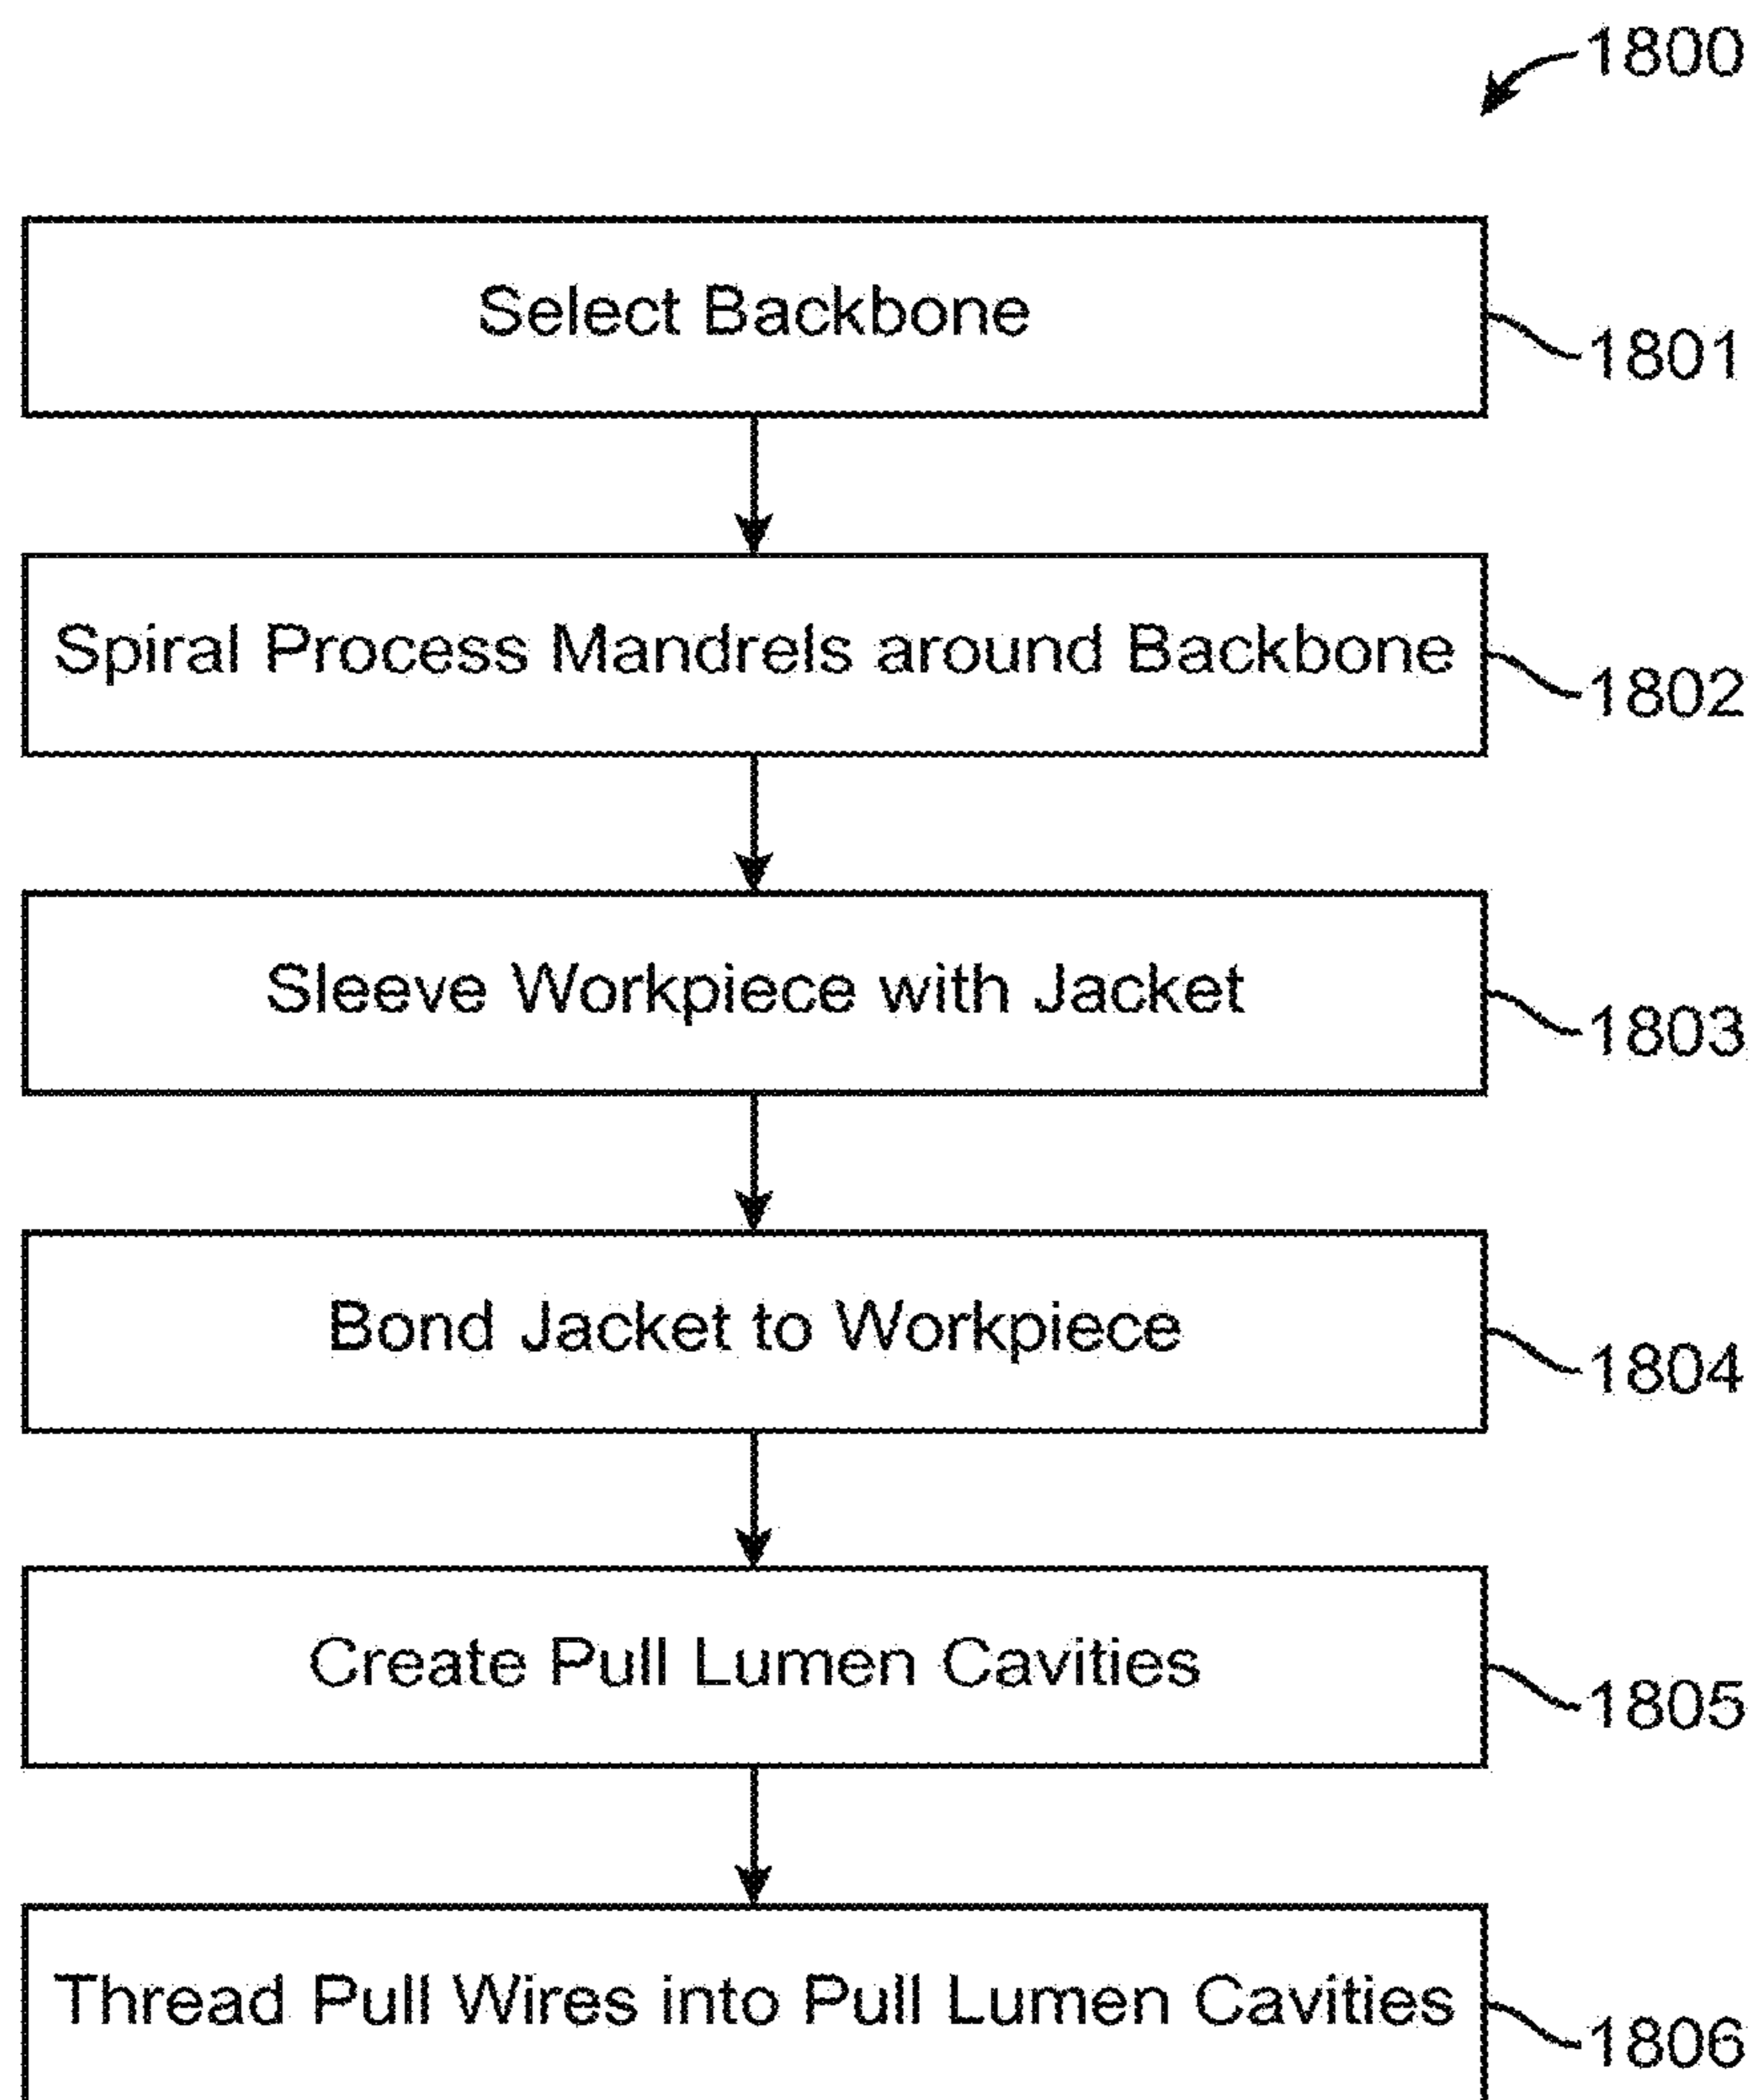 1800
Select Backbone
1801
Spiral Process Mandrels around Backbone
1802
Sleeve Workpiece with Jacket
1803
Bond Jacket to Workpiece
1804
Create Pull Lumen Cavities
1805
Thread Pull Wires into Pull Lumen Cavities
1806